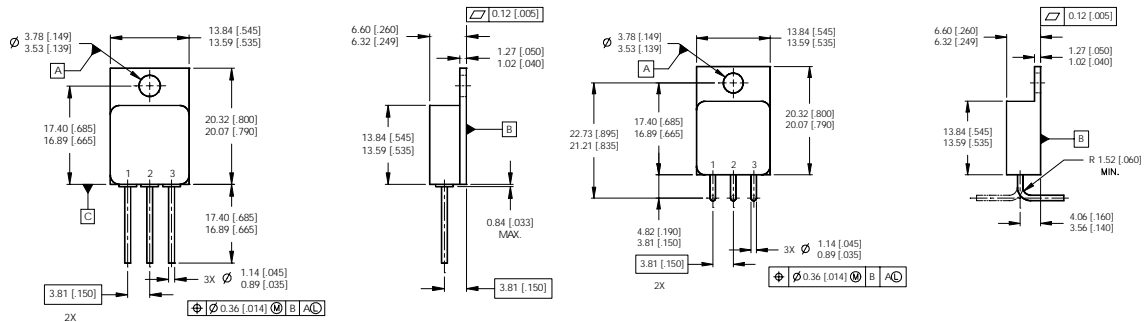 ⌀ 3.78 [.149]
3.53 [.139]
A
13.84 [.545]
13.59 [.535]
17.40 [.685]
16.89 [.665]
20.32 [.800]
20.07 [.790]
1 2 3
C
17.40 [.685]
16.89 [.665]
3X ⌀ 1.14 [.045]
0.89 [.035]
3.81 [.150]
2X
⌖ ⌀ 0.36 [.014] Ⓜ B A Ⓛ
⏥ 0.12 [.005]
6.60 [.260]
6.32 [.249]
1.27 [.050]
1.02 [.040]
13.84 [.545]
13.59 [.535]
B
0.84 [.033]
MAX.
3.81 [.150]
⌀ 3.78 [.149]
3.53 [.139]
A
13.84 [.545]
13.59 [.535]
22.73 [.895]
21.21 [.835]
17.40 [.685]
16.89 [.665]
20.32 [.800]
20.07 [.790]
1 2 3
4.82 [.190]
3.81 [.150]
3X ⌀ 1.14 [.045]
0.89 [.035]
3.81 [.150]
2X
⌖ ⌀ 0.36 [.014] Ⓜ B A Ⓛ
⏥ 0.12 [.005]
6.60 [.260]
6.32 [.249]
1.27 [.050]
1.02 [.040]
13.84 [.545]
13.59 [.535]
B
R 1.52 [.060]
MIN.
4.06 [.160]
3.56 [.140]